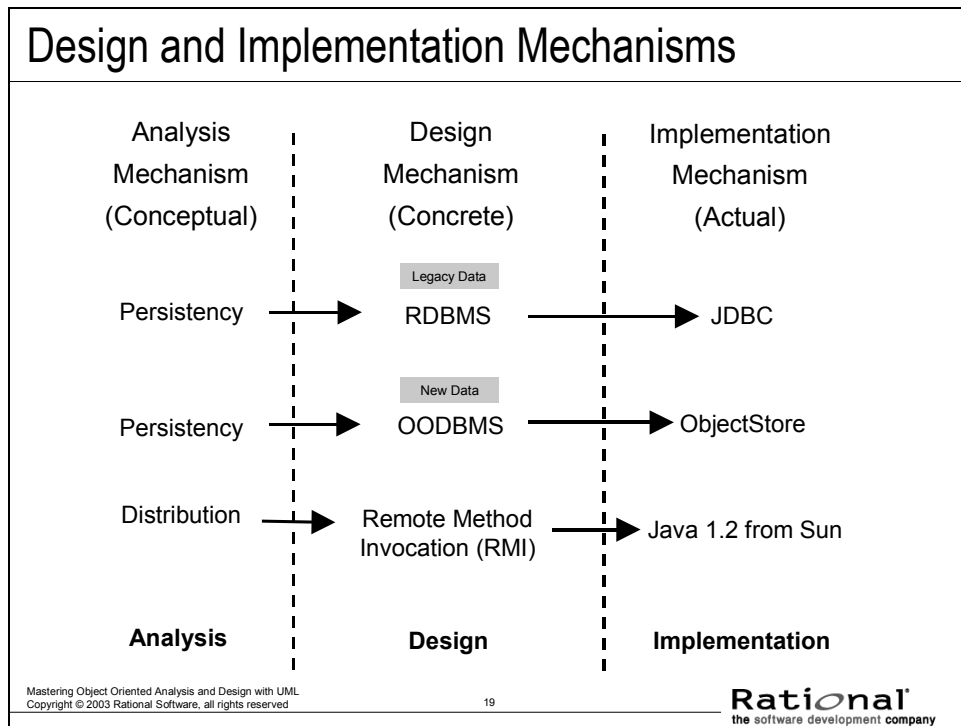 Design and Implementation Mechanisms
Analysis
Mechanism
(Conceptual)
Design
Mechanism
(Concrete)
Implementation
Mechanism
(Actual)
Legacy Data
Persistency
RDBMS
JDBC
New Data
Persistency
OODBMS
ObjectStore
Distribution
Remote Method
Invocation (RMI)
Java 1.2 from Sun
Analysis
Design
Implementation
Mastering Object Oriented Analysis and Design with UML
Copyright © 2003 Rational Software, all rights reserved
19
Rational
the software development company